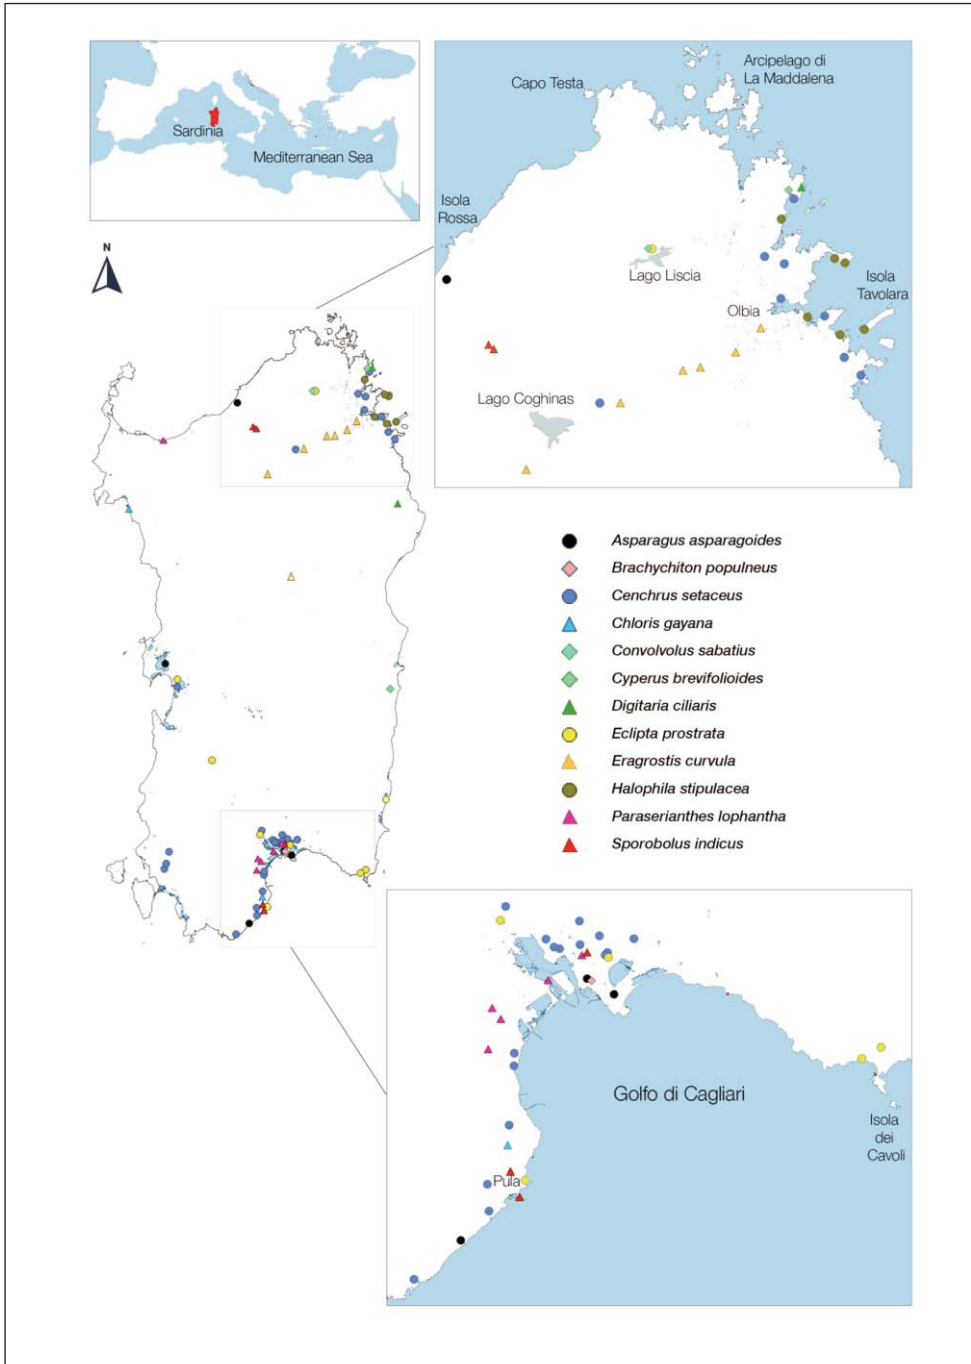 Sardinia
Mediterranean Sea
N
Capo Testa
Arcipelago di
La Maddalena
Isola
Rossa
Lago Liscia
Isola
Tavolara
Olbia
Lago Coghinas
Asparagus asparagoides
Brachychiton populneus
Cenchrus setaceus
Chloris gayana
Convolvolus sabatius
Cyperus brevifolioides
Digitaria ciliaris
Eclipta prostrata
Eragrostis curvula
Halophila stipulacea
Paraserianthes lophantha
Sporobolus indicus
Golfo di Cagliari
Isola
dei
Cavoli
Pula